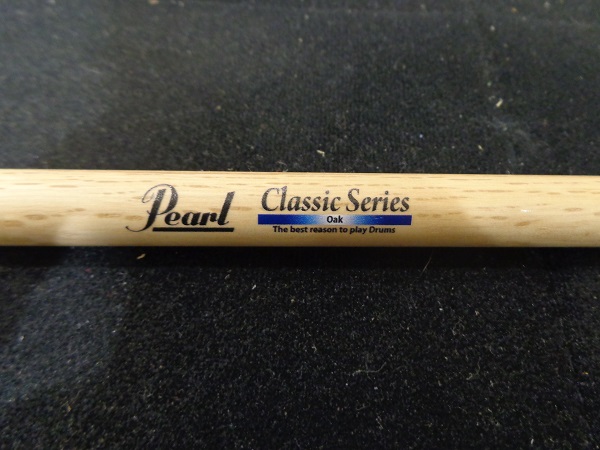 Pearl
Classic Series
Oak
The best reason to play Drums